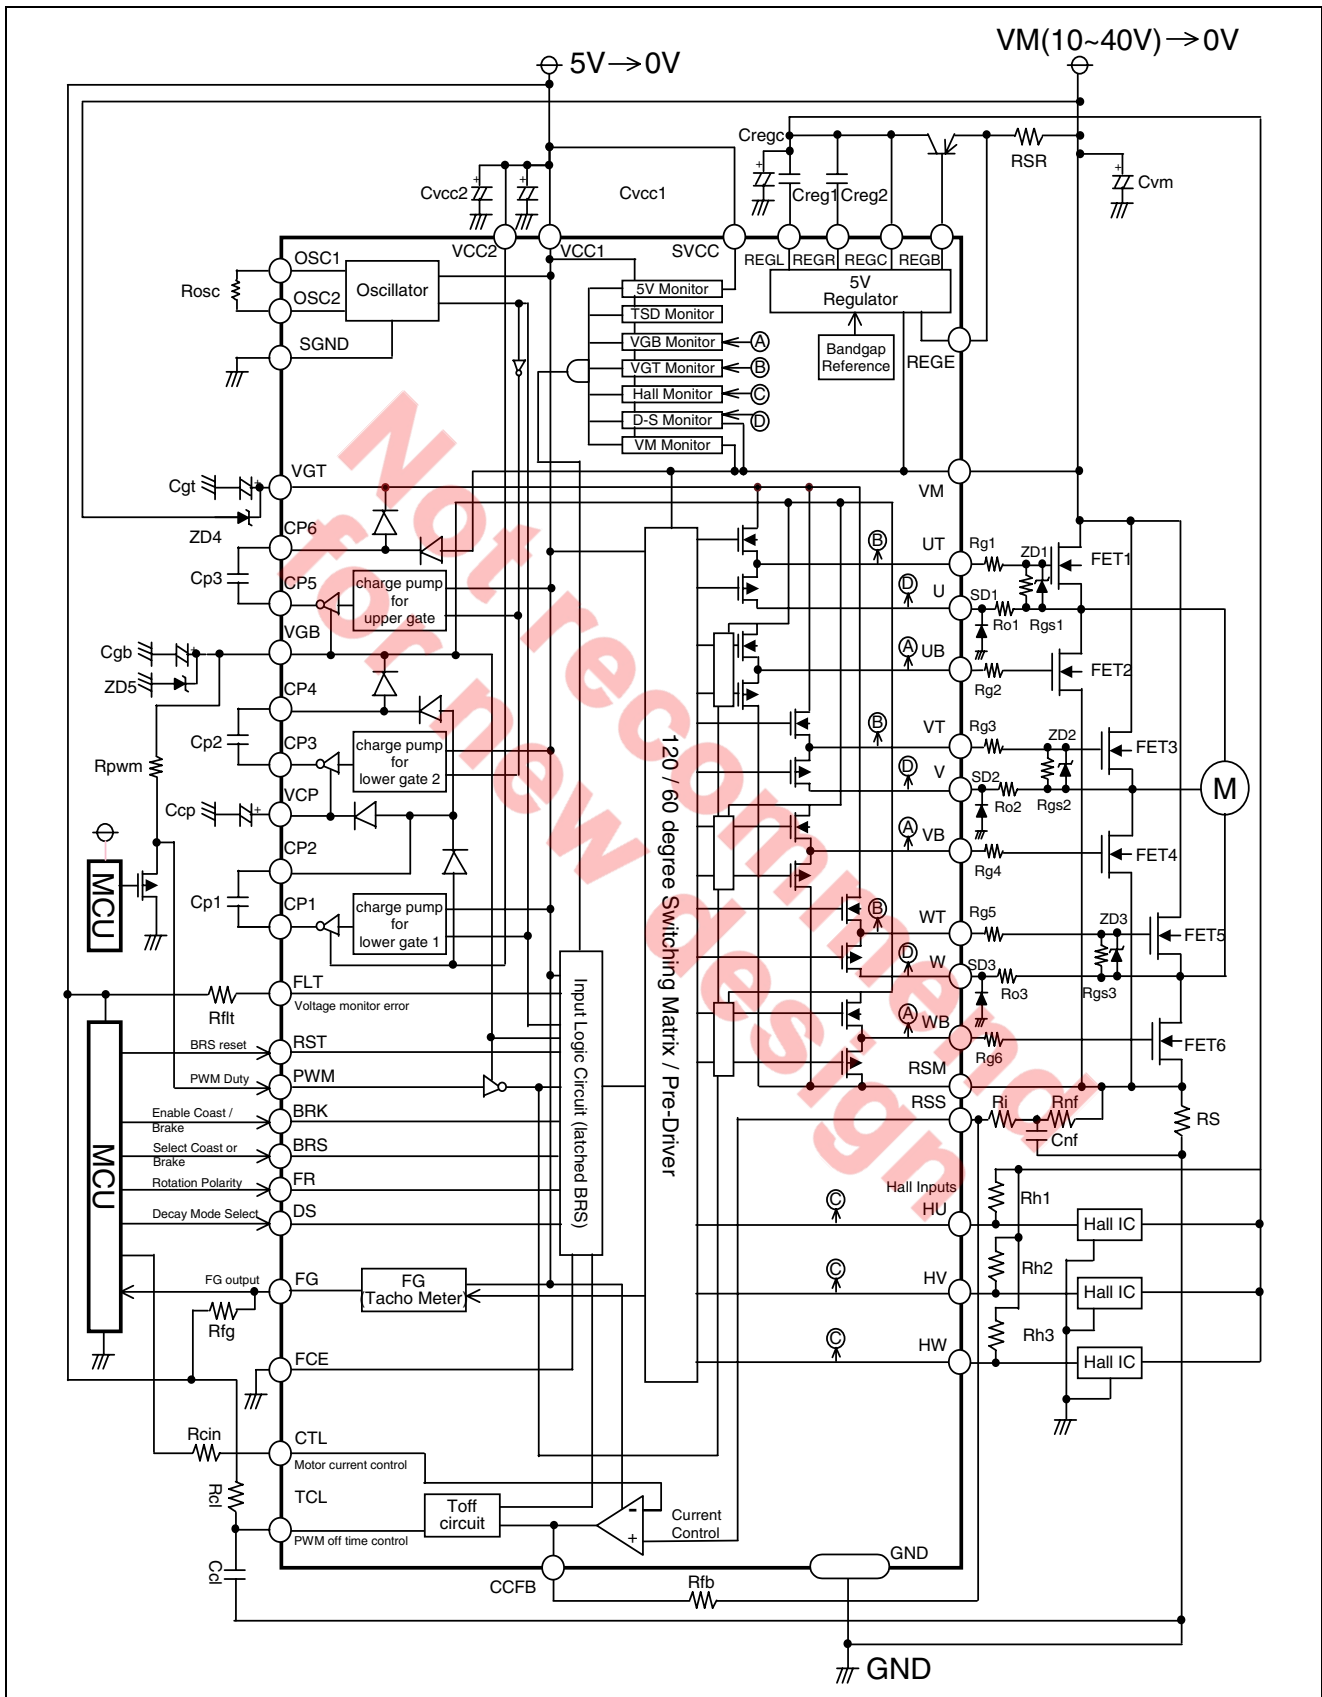 5V→0V
VM(10~40V)→0V
Cregc
RSR
Cvcc2
Cvcc1
Creg1
Creg2
Cvm
VCC2
VCC1
SVCC
REGL
REGR
REGC
REGB
OSC1
Rosc
OSC2
Oscillator
SGND
5V Monitor
TSD Monitor
VGB Monitor
A
VGT Monitor
B
Hall Monitor
C
D-S Monitor
D
VM Monitor
5V
Regulator
Bandgap
Reference
REGE
VM
VGT
Cgt
ZD4
CP6
Cp3
CP5
charge pump
for
upper gate
VGB
Cgb
ZD5
CP4
Cp2
CP3
charge pump
for
lower gate 2
Rpwm
VCP
Ccp
CP2
MCU
Cp1
CP1
charge pump
for
lower gate 1
B
UT
Rg1
ZD1
FET1
D
U
SD1
Ro1
Rgs1
A
UB
Rg2
FET2
B
VT
Rg3
ZD2
FET3
D
V
SD2
Ro2
Rgs2
M
A
VB
Rg4
FET4
B
WT
Rg5
ZD3
FET5
D
W
SD3
Ro3
Rgs3
A
WB
Rg6
FET6
RSM
RSS
Ri
Rnf
Cnf
RS
120 / 60 degree Switching Matrix / Pre-Driver
Input Logic Circuit (latched BRS)
FLT
Rflt
Voltage monitor error
BRS reset
RST
PWM Duty
PWM
Enable Coast /
Brake
BRK
Select Coast or
Brake
BRS
Rotation Polarity
FR
Decay Mode Select
DS
MCU
FG output
FG
Rfg
FG
(Tacho Meter)
FCE
Hall Inputs
HU
C
Rh1
Hall IC
HV
C
Rh2
Hall IC
HW
C
Rh3
Hall IC
Rcin
CTL
Motor current control
Rcl
TCL
PWM off time control
Toff
circuit
-
+
Current
Control
Ccl
CCFB
Rfb
GND
GND
Not recommend
for new design